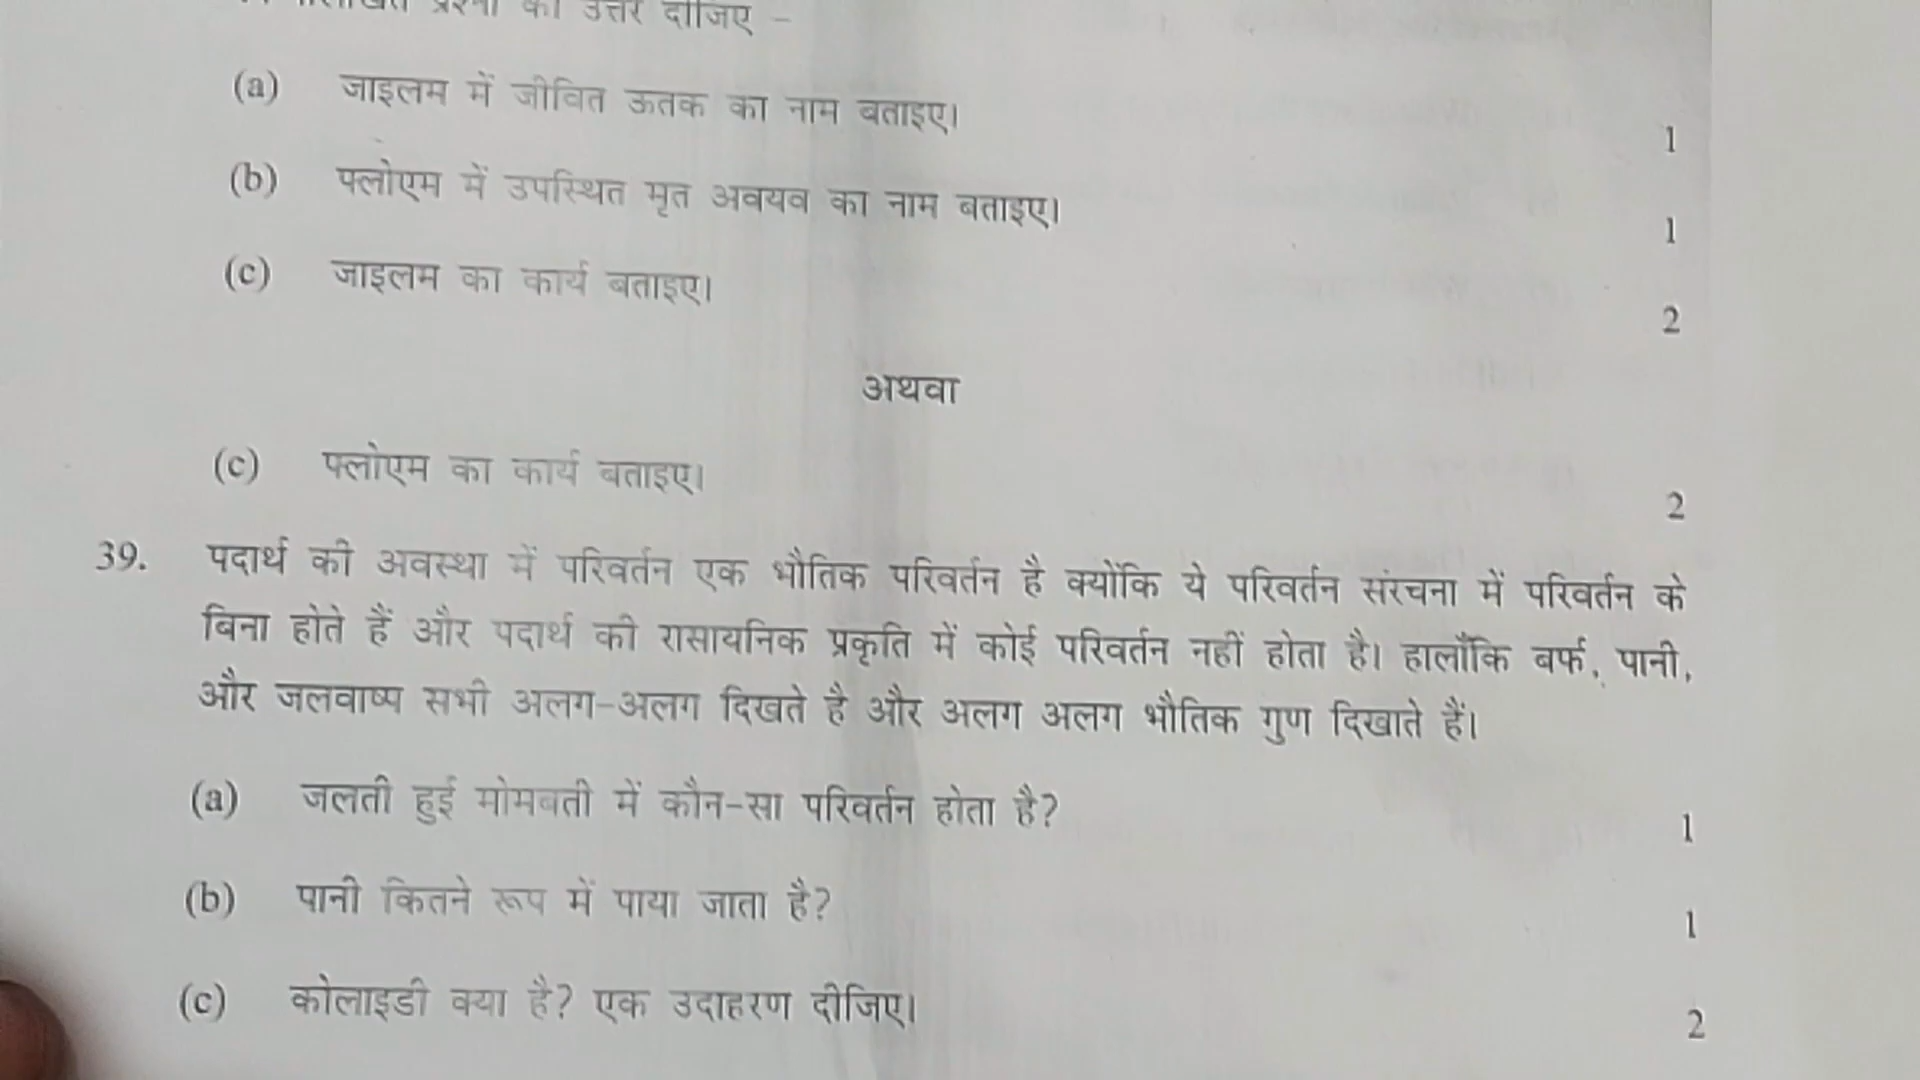 प्रश्नों का उत्तर दीजिए –
(a) जाइलम में जीवित ऊतक का नाम बताइए। 1
(b) फ्लोएम में उपस्थित मृत अवयव का नाम बताइए। 1
(c) जाइलम का कार्य बताइए। 2
अथवा
(c) फ्लोएम का कार्य बताइए। 2
39. पदार्थ की अवस्था में परिवर्तन एक भौतिक परिवर्तन है क्योंकि ये परिवर्तन संरचना में परिवर्तन के
बिना होते हैं और पदार्थ की रासायनिक प्रकृति में कोई परिवर्तन नहीं होता है। हालाँकि बर्फ, पानी,
और जलवाष्प सभी अलग-अलग दिखते है और अलग अलग भौतिक गुण दिखाते हैं।
(a) जलती हुई मोमबती में कौन-सा परिवर्तन होता है? 1
(b) पानी कितने रूप में पाया जाता है? 1
(c) कोलाइडी क्या है? एक उदाहरण दीजिए। 2